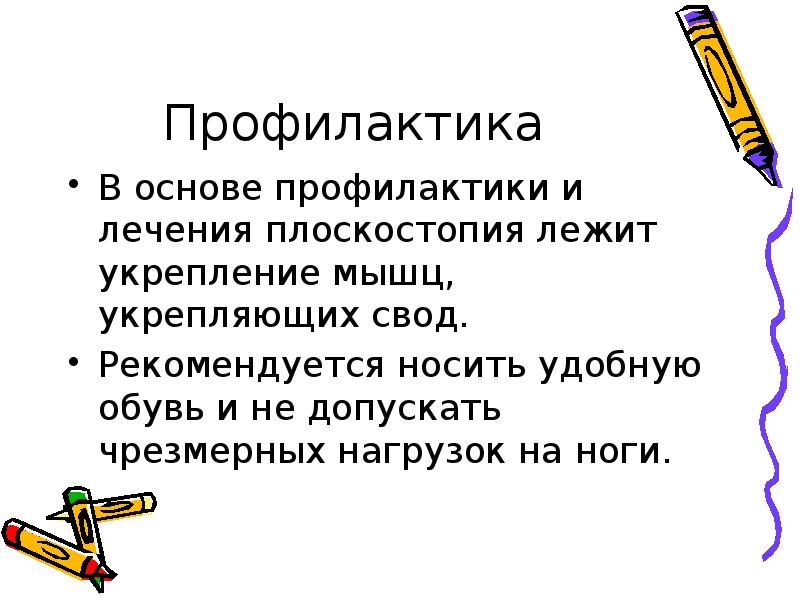 Профилактика
• В основе профилактики и
лечения плоскостопия лежит
укрепление мышц,
укрепляющих свод.
• Рекомендуется носить удобную
обувь и не допускать
чрезмерных нагрузок на ноги.